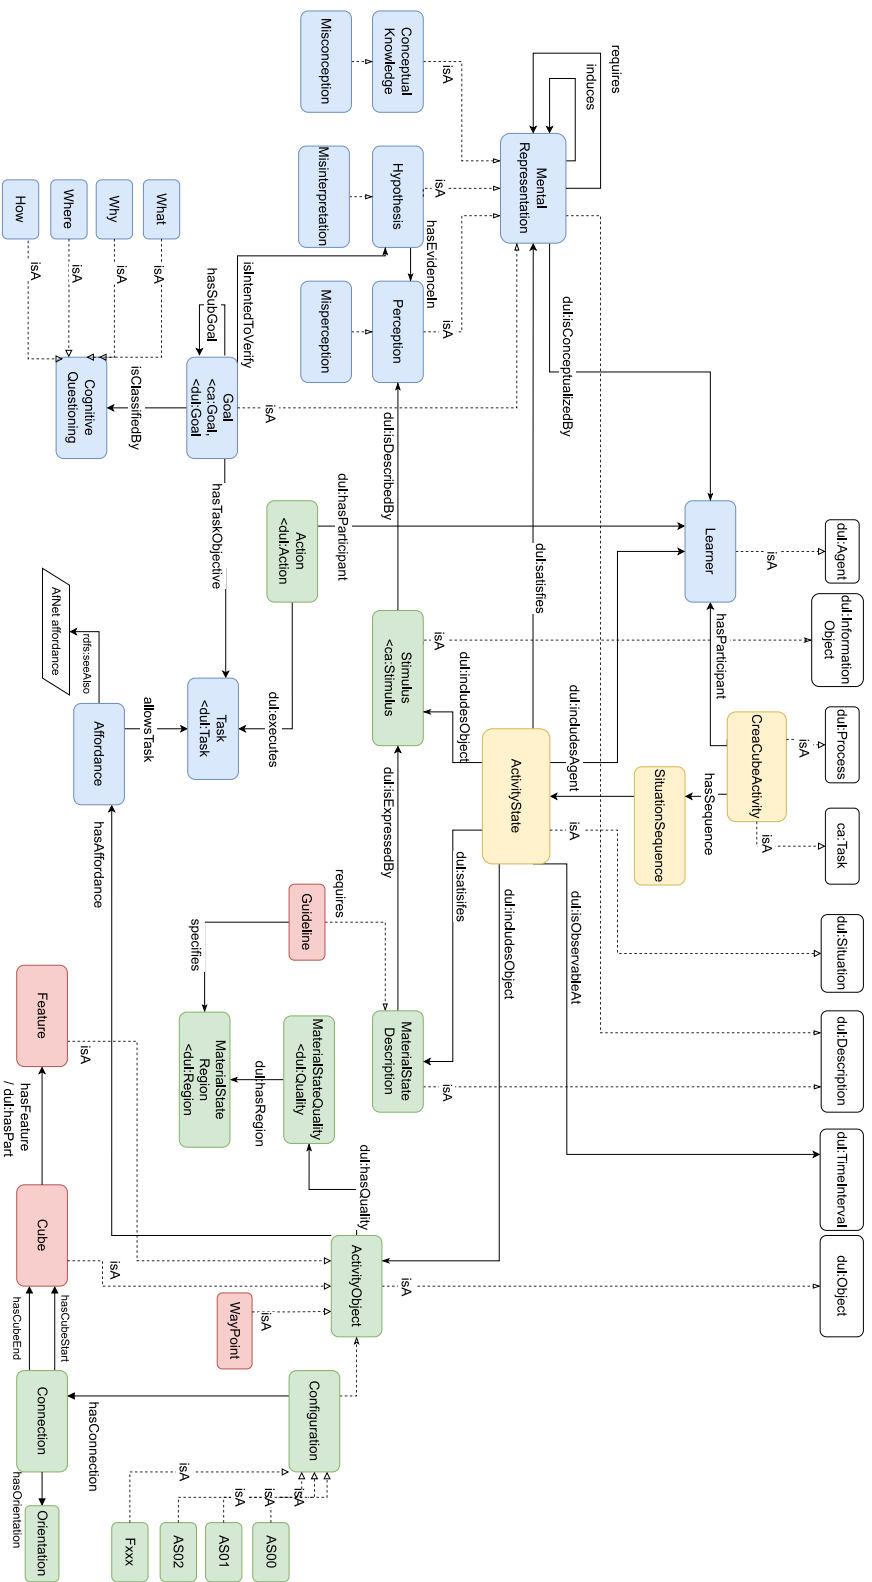 dul:Agent
dul:Information
Object
dul:Process
ca:Task
dul:Situation
dul:Description
dul:TimeInterval
dul:Object
isA
isA
isA
CreaCubeActivity
hasParticipant
Learner
hasSequence
SituationSequence
requires
induces
Mental
Representation
dul:isConceptualizedBy
dul:satisfies
dul:includesAgent
isA
dul:isObservableAt
ActivityState
dul:includesObject
dul:includesObject
dul:satisifes
isA
isA
isA
isA
isA
isA
hasEvidenceIn
Conceptual
Knowledge
Hypothesis
Perception
dul:isDescribedBy
Stimulus
<ca:Stimulus
dul:isExpressedBy
MaterialState
Description
isA
Misconception
Misinterpretation
Misperception
dul:hasParticipant
requires
dul:hasQuality
ActivityObject
Action
<dul:Action
Guideline
MaterialStateQuality
<dul:Quality
Configuration
isIntentedToVerify
isA
dul:executes
dul:hasRegion
isA
isA
isA
isA
AS00
hasSubGoal
Goal
<ca:Goal,
<dul:Goal
hasTaskObjective
Task
<dul:Task
specifies
MaterialState
Region
<dul:Region
WayPoint
AS01
What
isA
isClassifiedBy
allowsTask
isA
AS02
Why
isA
Fxxx
Where
isA
Cognitive
Questioning
rdfs:seeAlso
Affordance
hasAffordance
isA
isA
hasConnection
How
isA
AfNet affordance
Feature
hasFeature
/ dul:hasPart
Cube
hasCubeStart
hasCubeEnd
Connection
hasOrientation
Orientation